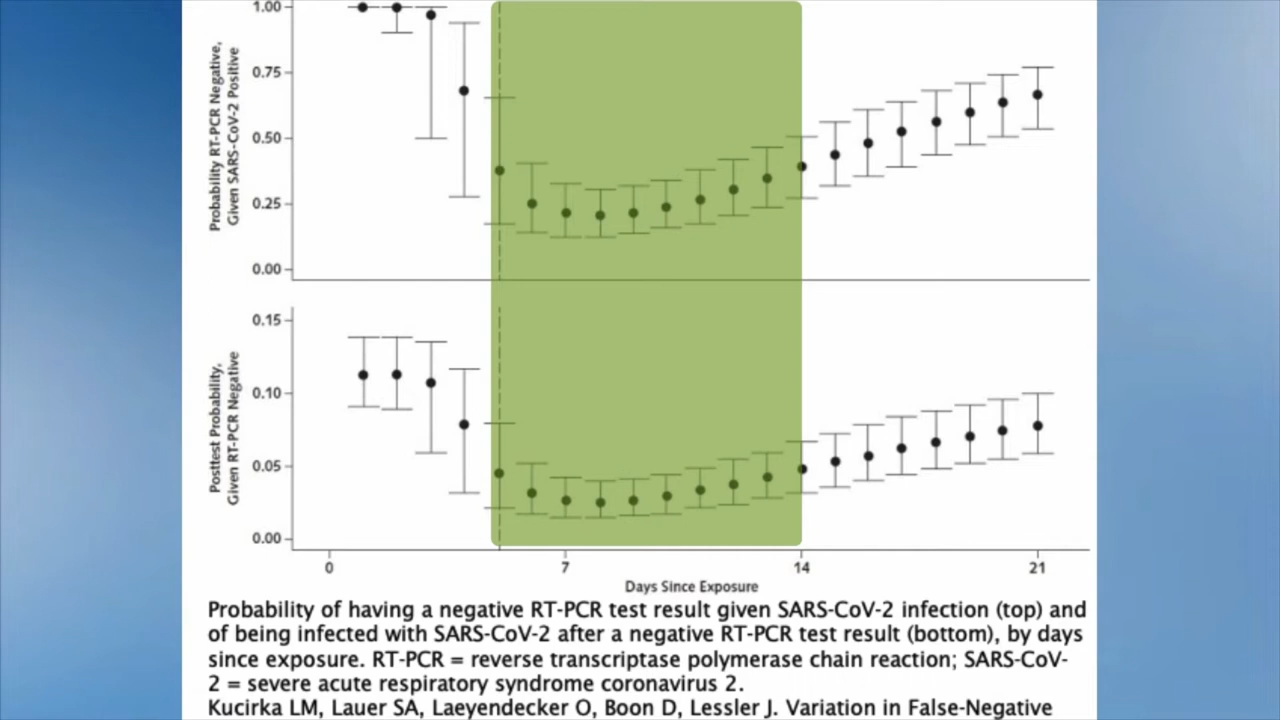 1.00
0.75
0.50
0.25
0.00
Probability RT-PCR Negative,
Given SARS-CoV-2 Positive
0.15
0.10
0.05
0.00
Posttest Probability,
Given RT-PCR Negative
0 7 14 21
Days Since Exposure
Probability of having a negative RT-PCR test result given SARS-CoV-2 infection (top) and
of being infected with SARS-CoV-2 after a negative RT-PCR test result (bottom), by days
since exposure. RT-PCR = reverse transcriptase polymerase chain reaction; SARS-CoV-
2 = severe acute respiratory syndrome coronavirus 2.
Kucirka LM, Lauer SA, Laeyendecker O, Boon D, Lessler J. Variation in False-Negative